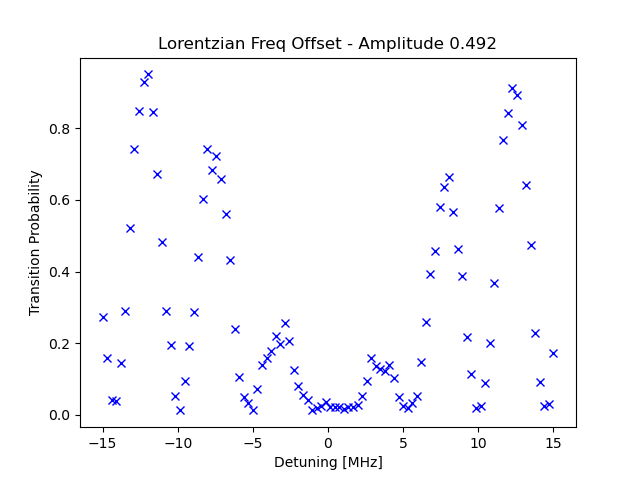 Lorentzian Freq Offset - Amplitude 0.492
Transition Probability
0.8
0.6
0.4
0.2
0.0
−15 −10 −5 0 5 10 15
Detuning [MHz]